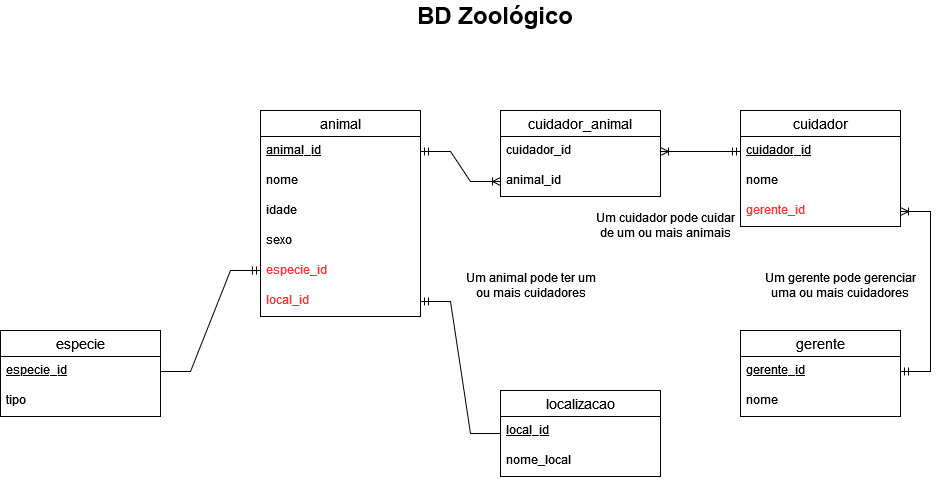 BD Zoológico
animal
animal_id
nome
idade
sexo
especie_id
local_id
cuidador_animal
cuidador_id
animal_id
cuidador
cuidador_id
nome
gerente_id
Um cuidador pode cuidar
de um ou mais animais
Um animal pode ter um
ou mais cuidadores
Um gerente pode gerenciar
uma ou mais cuidadores
especie
especie_id
tipo
localizacao
local_id
nome_local
gerente
gerente_id
nome